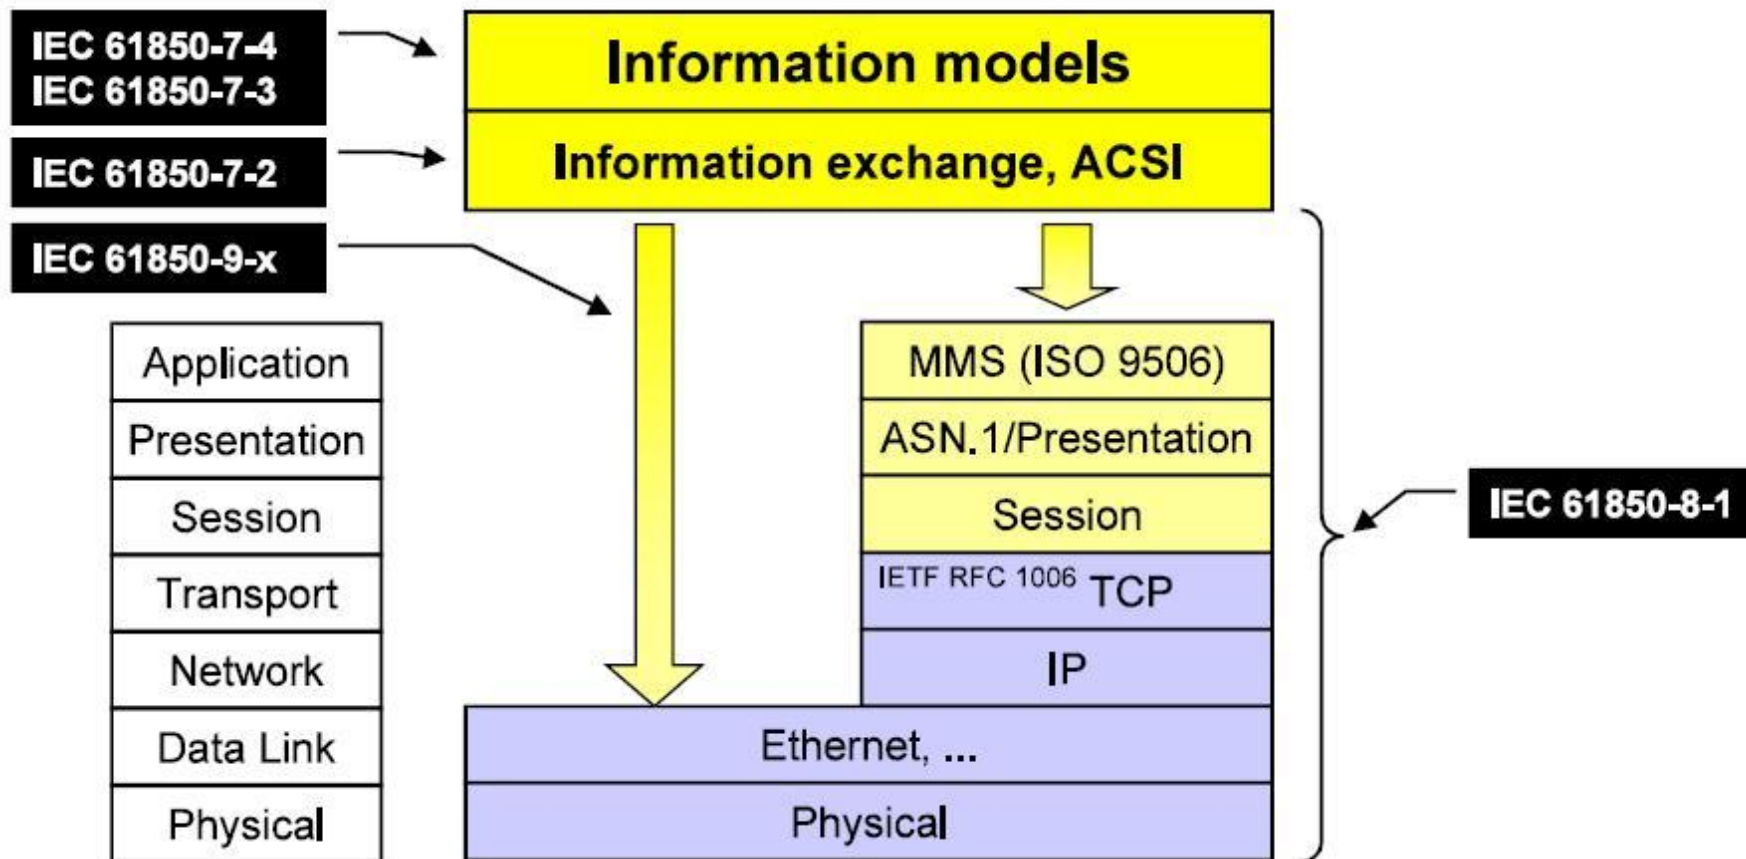 IEC 61850-7-4
IEC 61850-7-3
IEC 61850-7-2
IEC 61850-9-x
Information models
Information exchange, ACSI
Application
Presentation
Session
Transport
Network
Data Link
Physical
MMS (ISO 9506)
ASN.1/Presentation
Session
IETF RFC 1006 TCP
IP
Ethernet, ...
Physical
IEC 61850-8-1